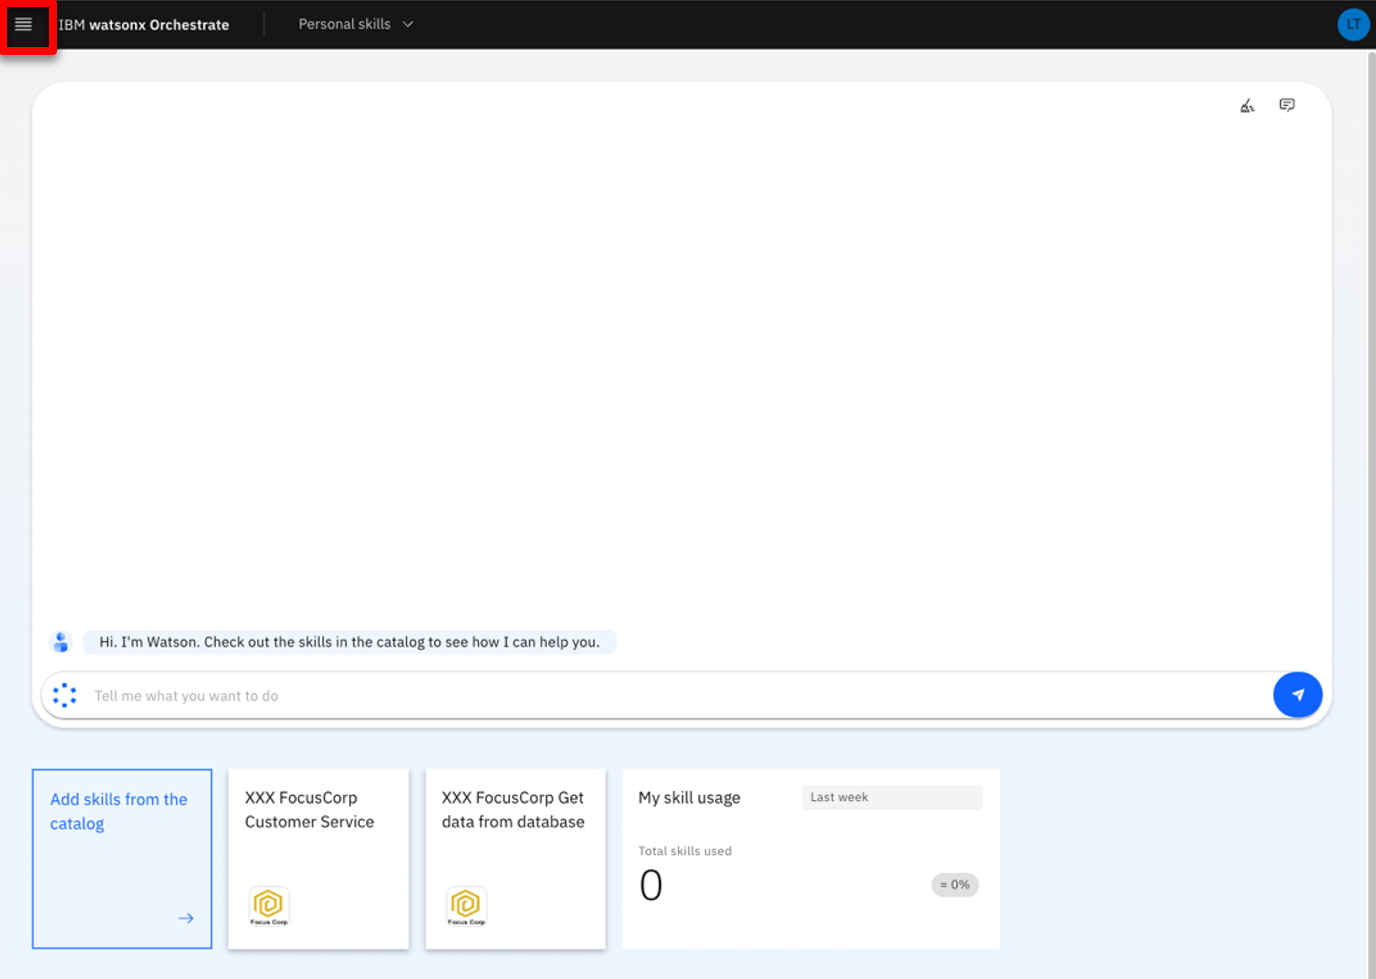 IBM watsonx Orchestrate
Personal skills
LT
Hi. I'm Watson. Check out the skills in the catalog to see how I can help you.
Tell me what you want to do
Add skills from the
catalog
XXX FocusCorp
Customer Service
Focus Corp
XXX FocusCorp Get
data from database
Focus Corp
My skill usage
Last week
Total skills used
0
= 0%